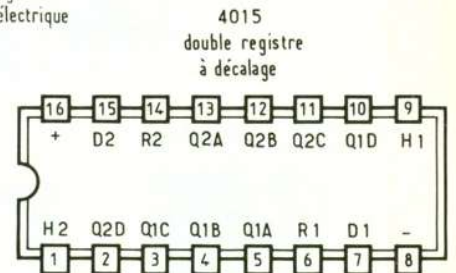 électrique
4015
double registre
à décalage
16 15 14 13 12 11 10 9
+ D2 R2 Q2A Q2B Q2C Q1D H1
H2 Q2D Q1C Q1B Q1A R1 D1 -
1 2 3 4 5 6 7 8